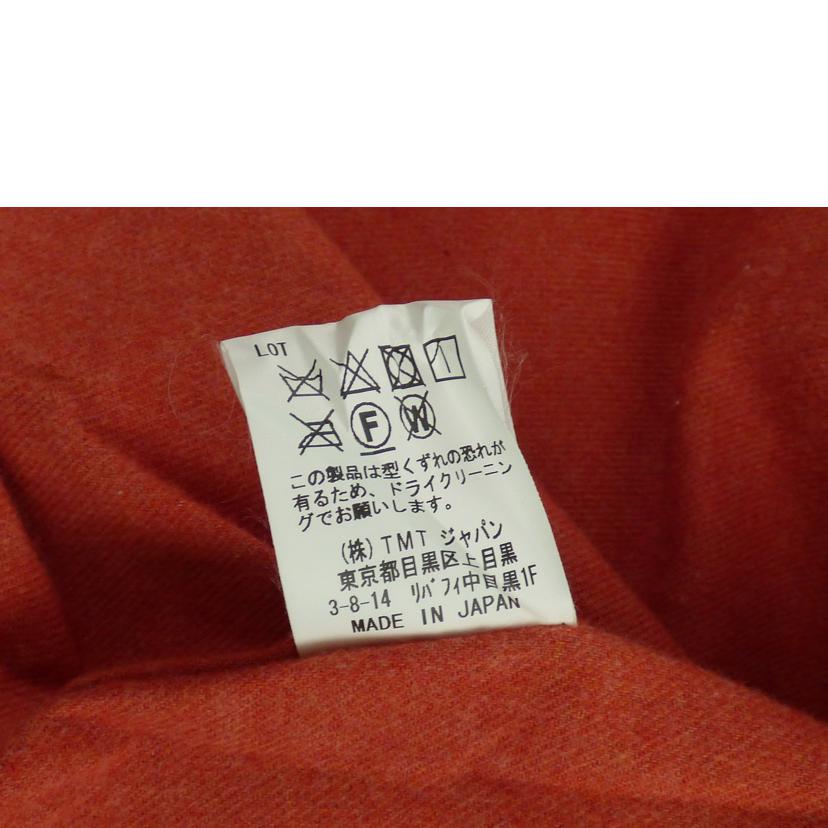 LOT
F W
この製品は型くずれの恐れが
有るため、ドライクリーニン
グでお願いします。
(株)TMT ジャパン
東京都目黒区上目黒
3-8-14 リバフィ中目黒1F
MADE IN JAPAN